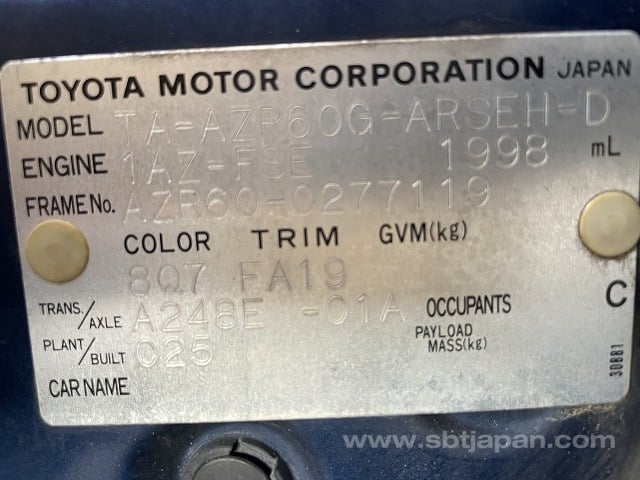 TOYOTA MOTOR CORPORATION JAPAN
MODEL TA-AZR60G-ARSEH-D
ENGINE 1AZ-FSE 1998 mL
FRAME No. AZR60-0277119
COLOR TRIM GVM(kg)
8Q7 FA19
TRANS./AXLE A248E -01A OCCUPANTS C
PLANT/BUILT C25 PAYLOAD MASS(kg)
CAR NAME
30881
www.sbtjapan.com